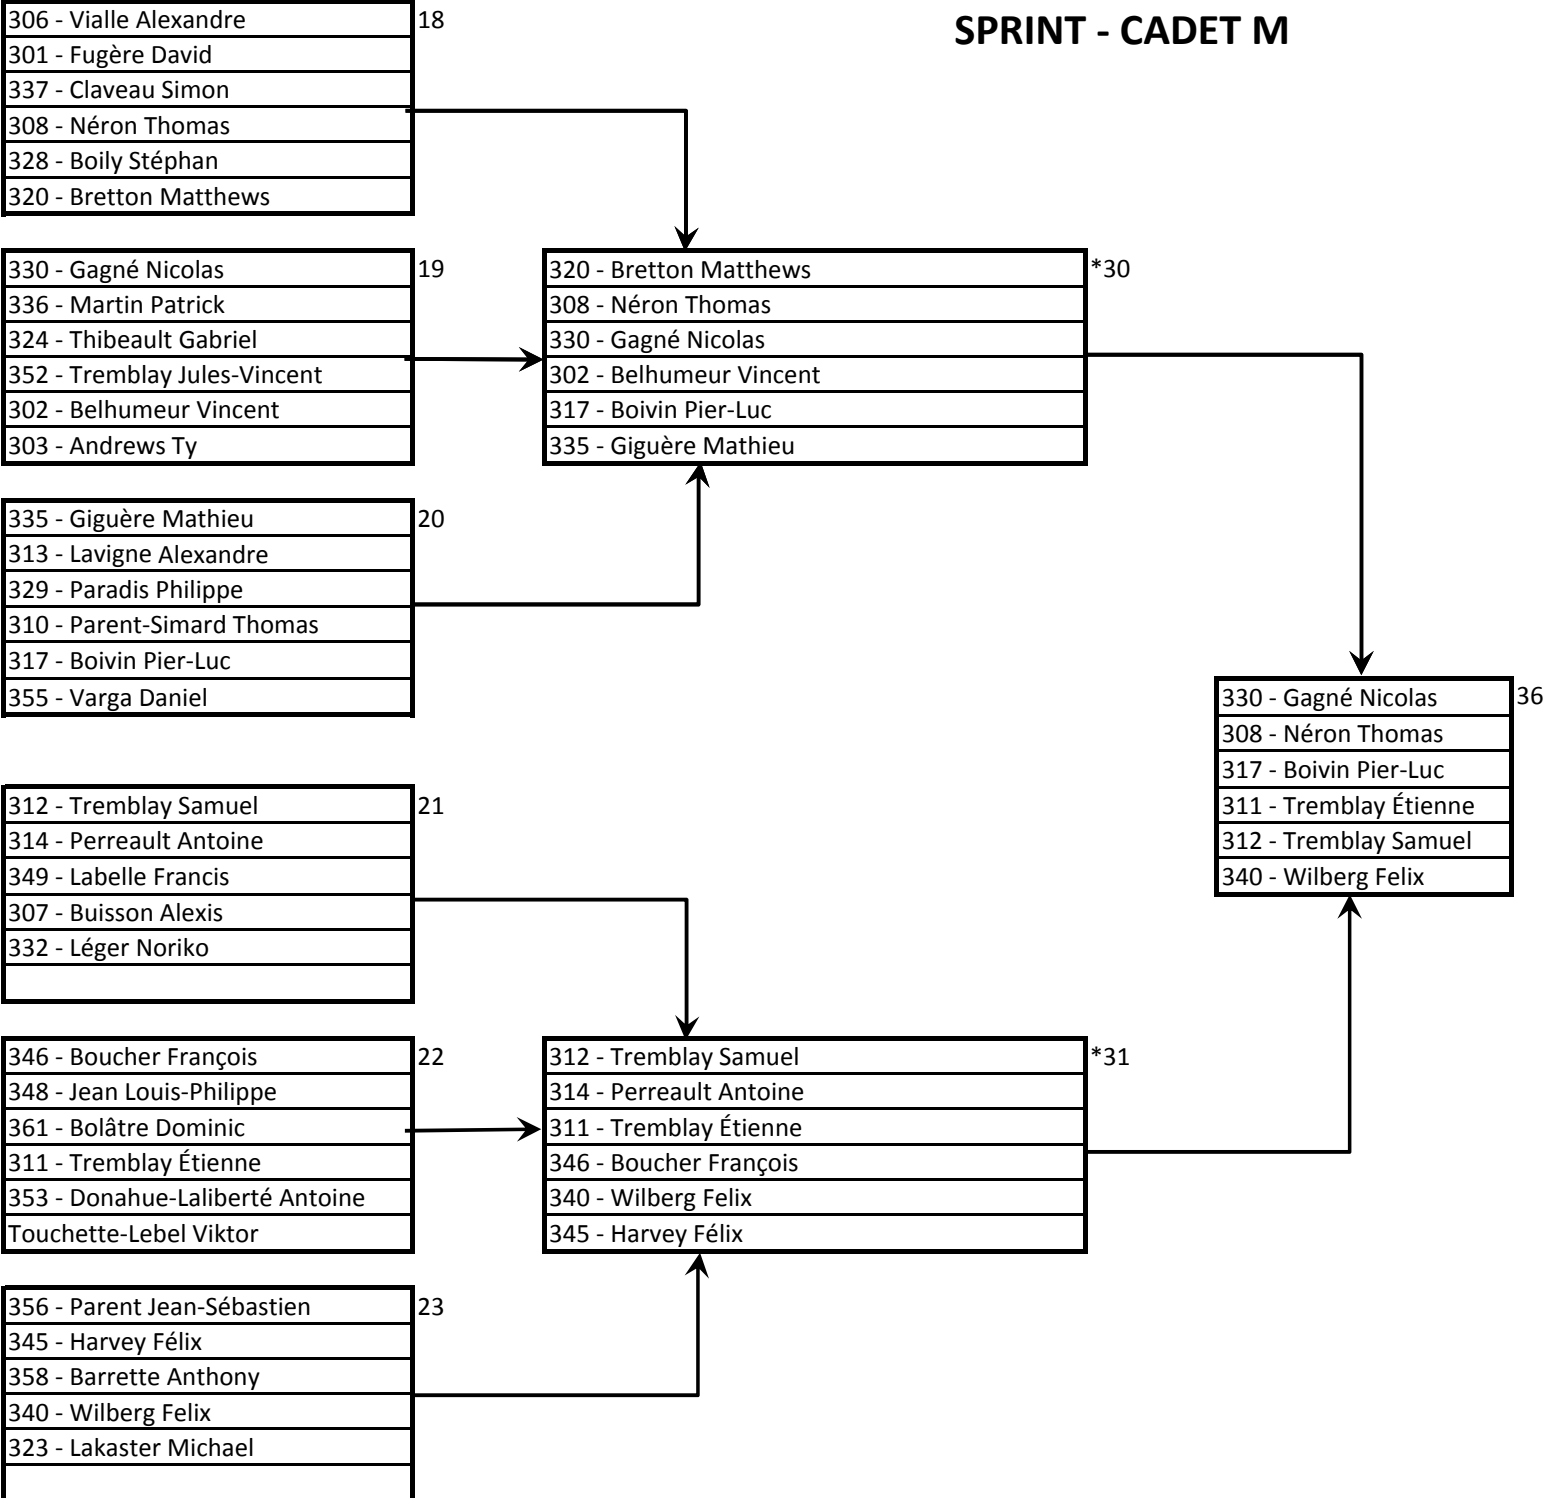 SPRINT - CADET M
306 - Vialle Alexandre 18
301 - Fugère David
337 - Claveau Simon
308 - Néron Thomas
328 - Boily Stéphan
320 - Bretton Matthews
330 - Gagné Nicolas 19
336 - Martin Patrick
324 - Thibeault Gabriel
352 - Tremblay Jules-Vincent
302 - Belhumeur Vincent
303 - Andrews Ty
335 - Giguère Mathieu 20
313 - Lavigne Alexandre
329 - Paradis Philippe
310 - Parent-Simard Thomas
317 - Boivin Pier-Luc
355 - Varga Daniel
312 - Tremblay Samuel 21
314 - Perreault Antoine
349 - Labelle Francis
307 - Buisson Alexis
332 - Léger Noriko
346 - Boucher François 22
348 - Jean Louis-Philippe
361 - Bolâtre Dominic
311 - Tremblay Étienne
353 - Donahue-Laliberté Antoine
Touchette-Lebel Viktor
356 - Parent Jean-Sébastien 23
345 - Harvey Félix
358 - Barrette Anthony
340 - Wilberg Felix
323 - Lakaster Michael
320 - Bretton Matthews *30
308 - Néron Thomas
330 - Gagné Nicolas
302 - Belhumeur Vincent
317 - Boivin Pier-Luc
335 - Giguère Mathieu
312 - Tremblay Samuel *31
314 - Perreault Antoine
311 - Tremblay Étienne
346 - Boucher François
340 - Wilberg Felix
345 - Harvey Félix
330 - Gagné Nicolas 36
308 - Néron Thomas
317 - Boivin Pier-Luc
311 - Tremblay Étienne
312 - Tremblay Samuel
340 - Wilberg Felix